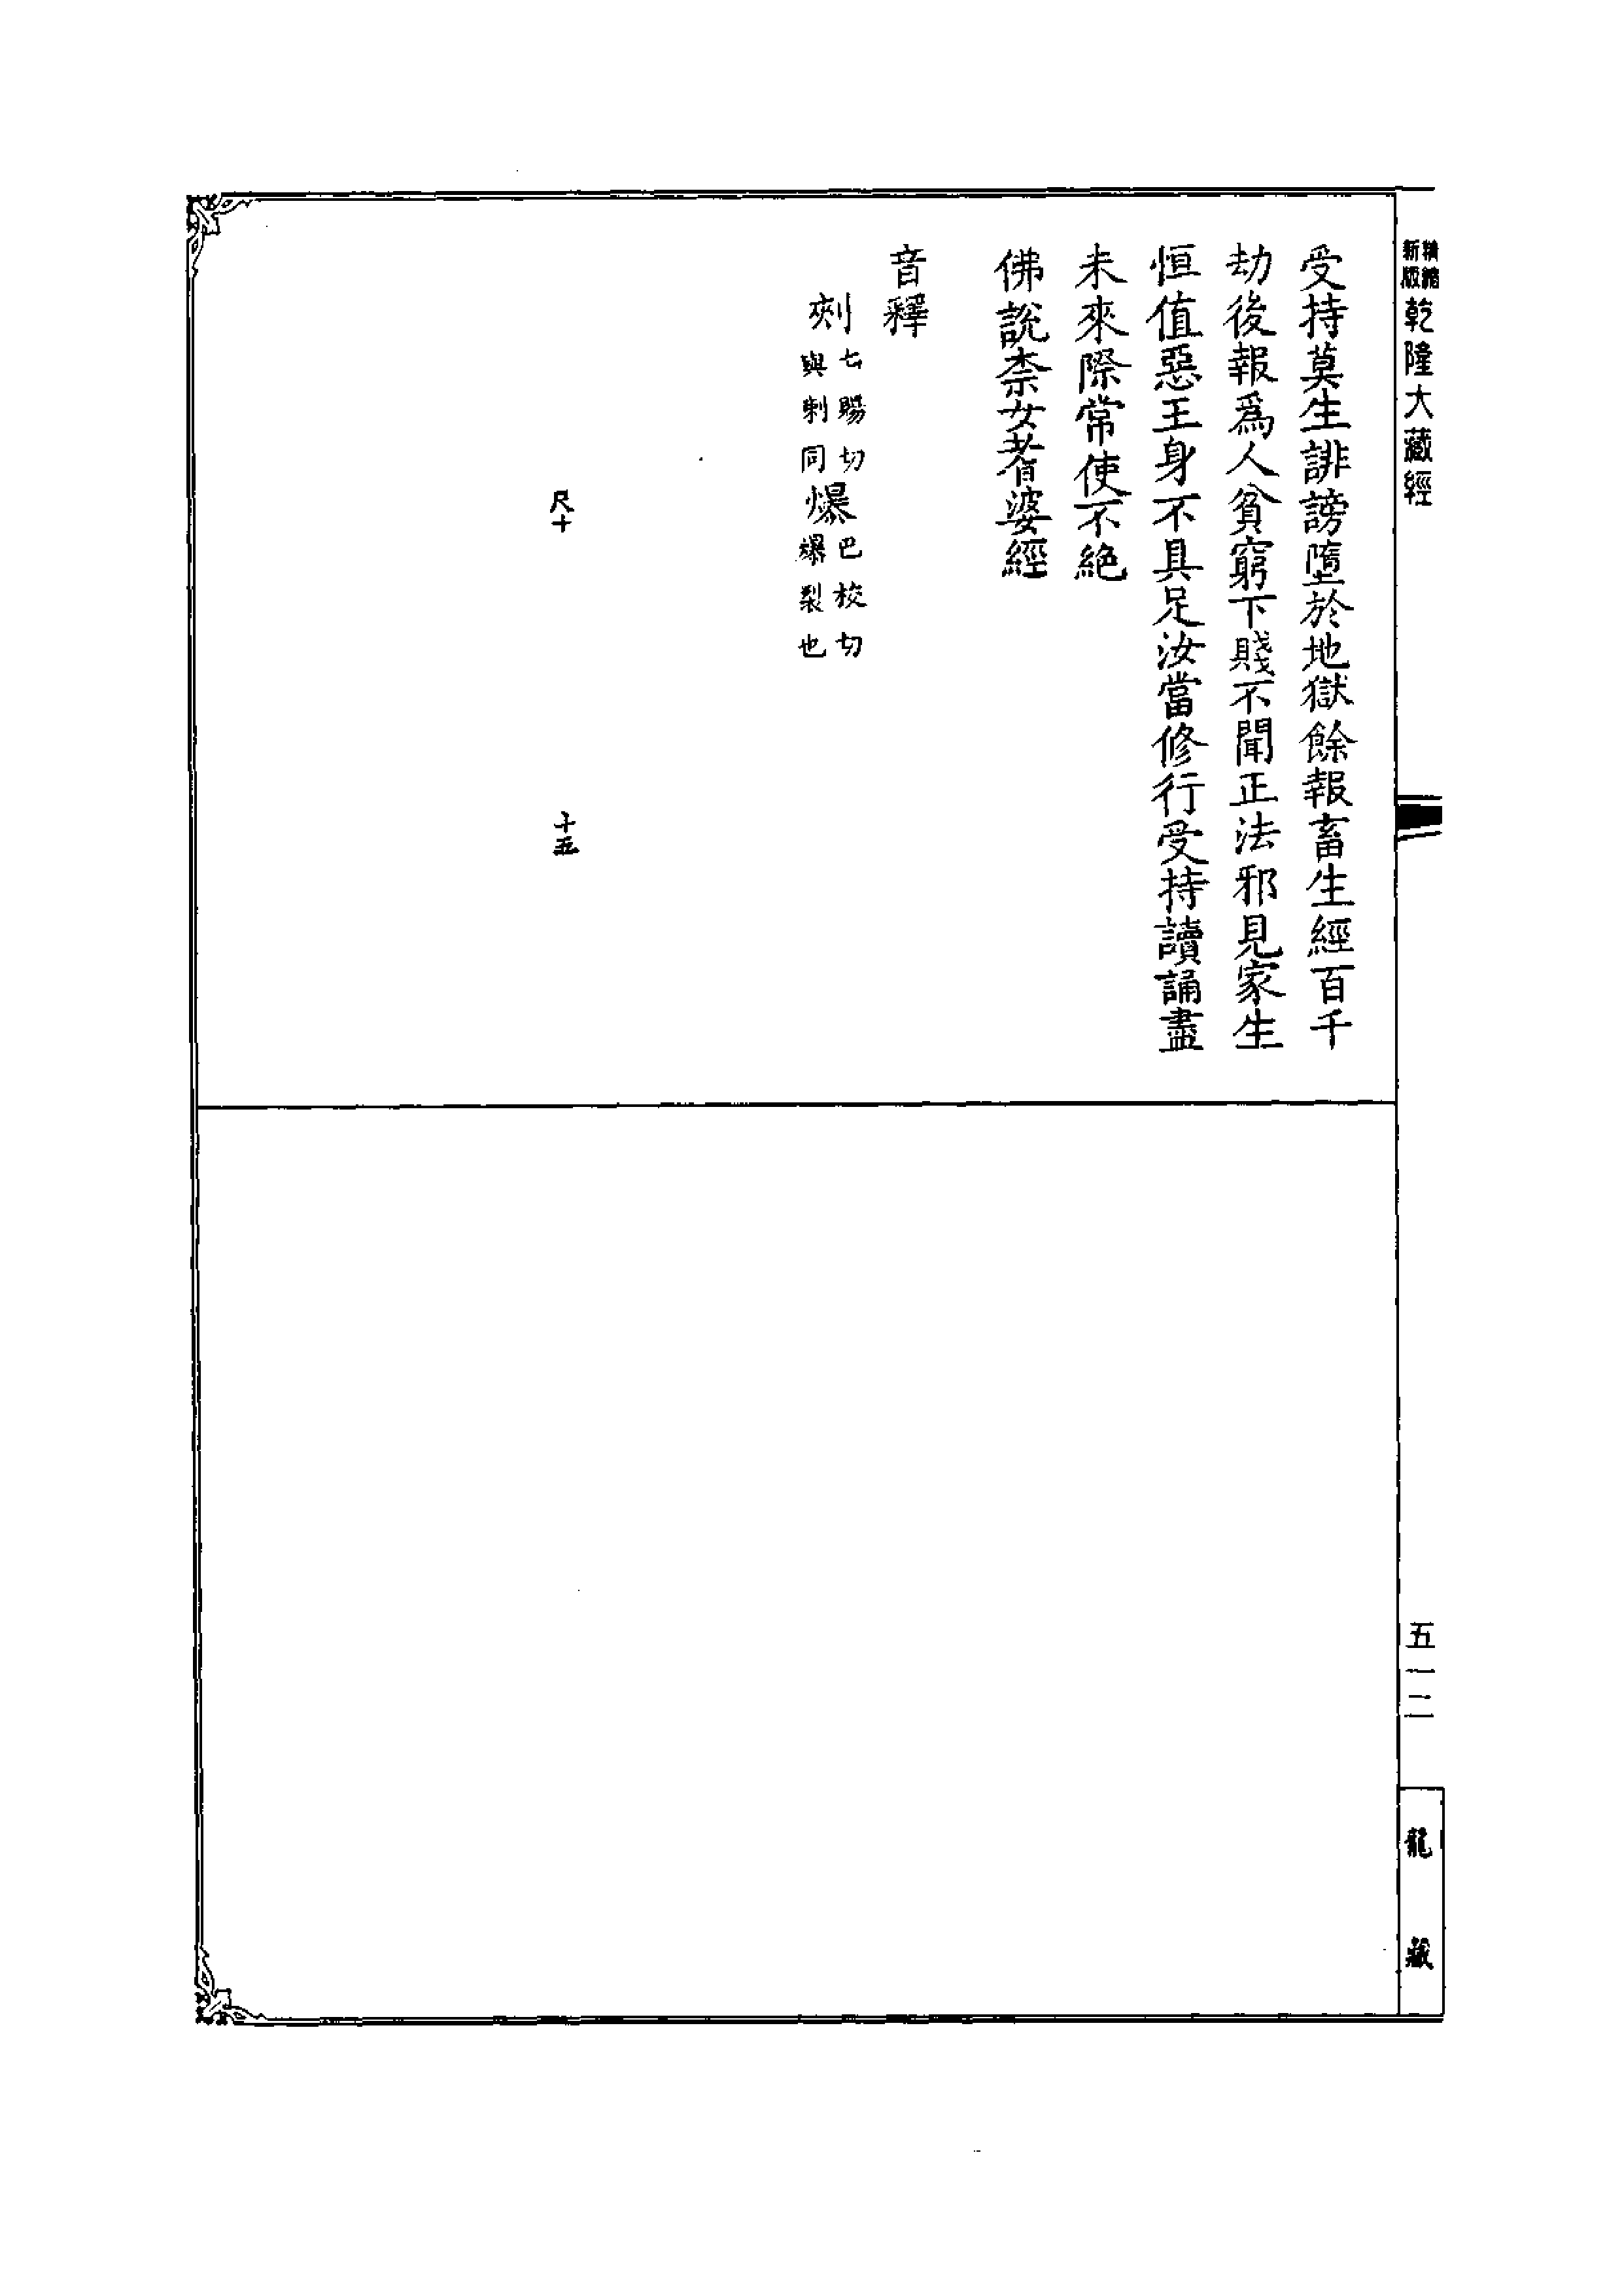 精縮新版乾隆大藏經
五一二
龍藏
受持莫生誹謗墮於地獄餘報畜生經百千
劫後報爲人貧窮下賤不聞正法邪見家生
恒值惡王身不具足汝當修行受持讀誦盡
未來際常使不絶
佛說柰女耆婆經
音釋
㓨七賜切與刺同爆巴校切爆裂也
尺十 十五